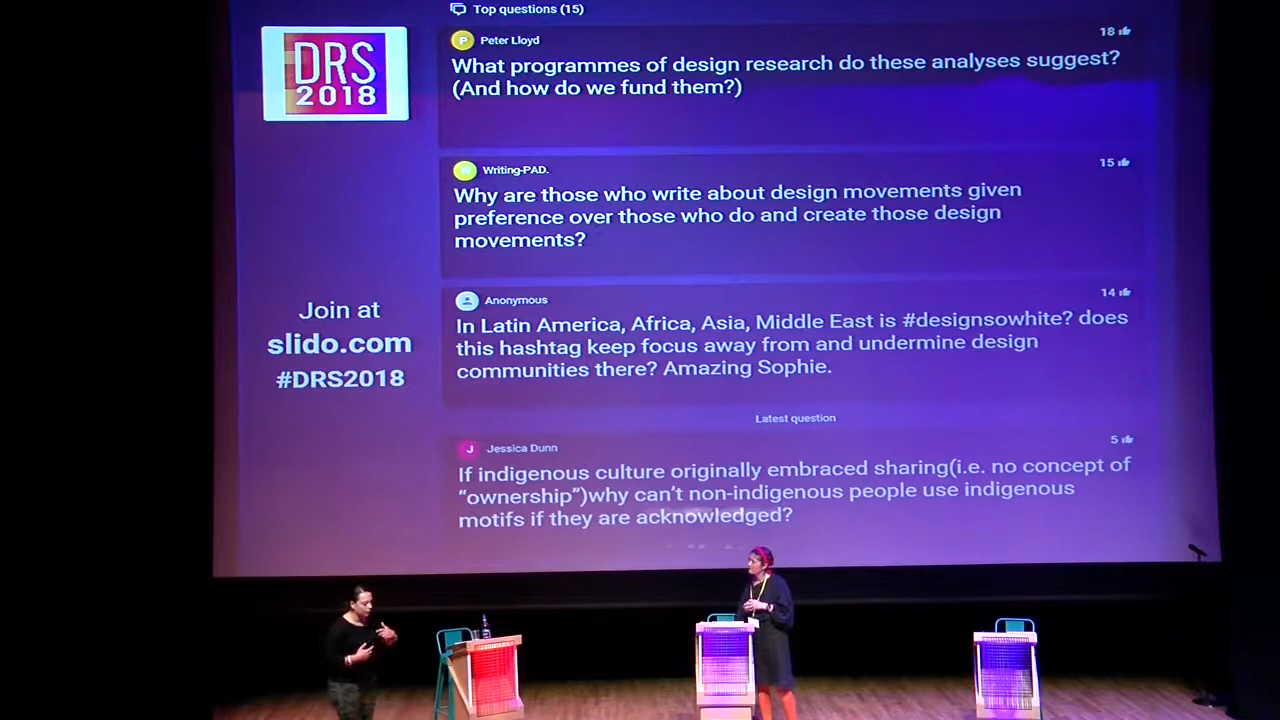 Top questions (15)
DRS
2018
P Peter Lloyd
18
What programmes of design research do these analyses suggest?
(And how do we fund them?)
W Writing-PAD.
15
Why are those who write about design movements given
preference over those who do and create those design
movements?
Join at
slido.com
#DRS2018
Anonymous
14
In Latin America, Africa, Asia, Middle East is #designsowhite? does
this hashtag keep focus away from and undermine design
communities there? Amazing Sophie.
Latest question
J Jessica Dunn
5
If indigenous culture originally embraced sharing(i.e. no concept of
“ownership”)why can’t non-indigenous people use indigenous
motifs if they are acknowledged?